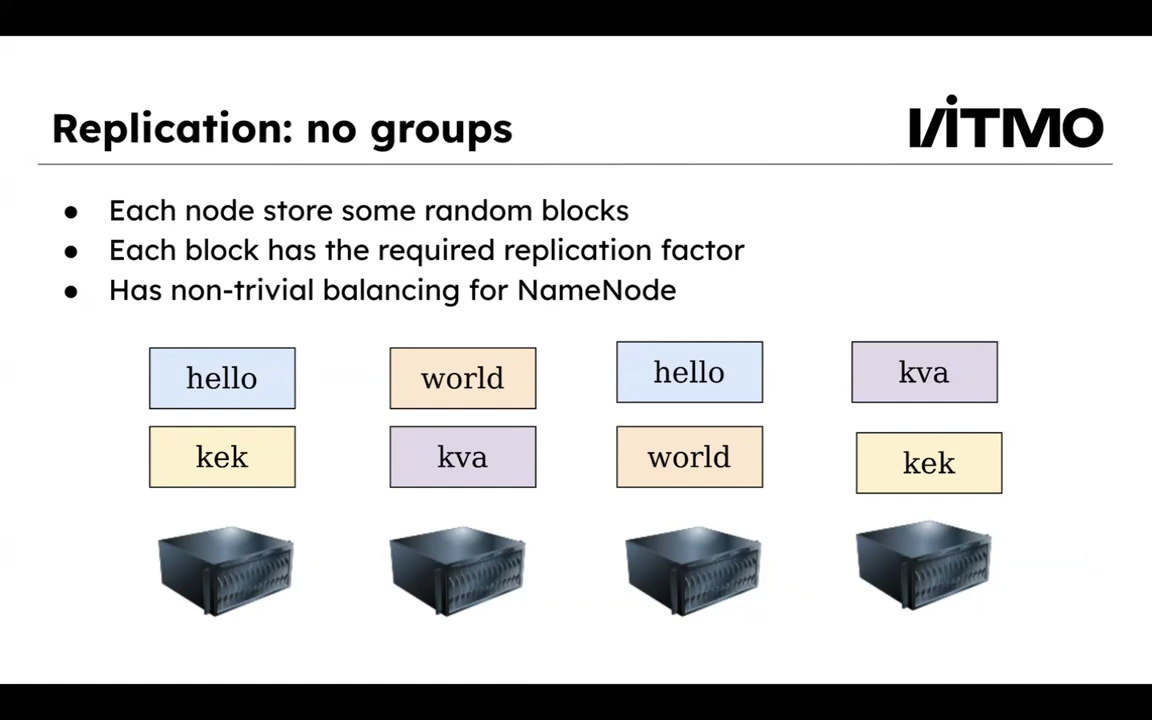 Replication: no groups
ITMO
● Each node store some random blocks
● Each block has the required replication factor
● Has non-trivial balancing for NameNode
hello world hello kva
kek kva world kek